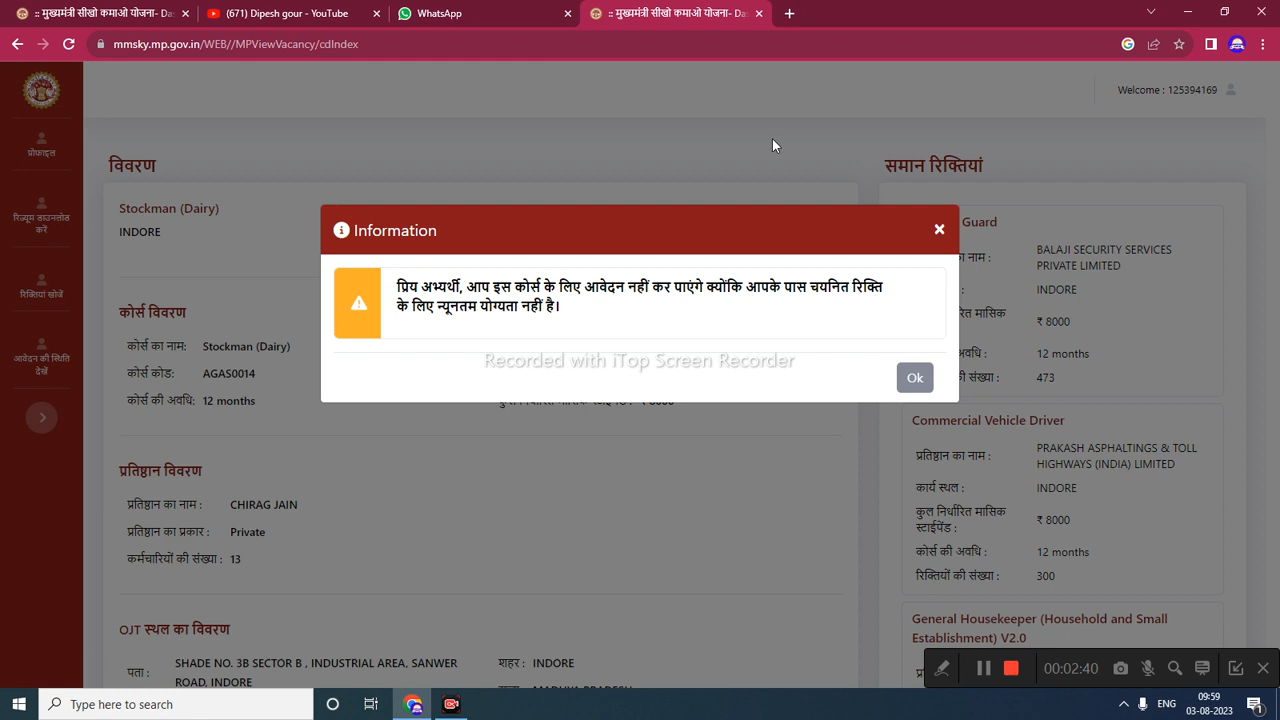 :: मुख्यमंत्री सीखो कमाओ योजना- Das
(671) Dipesh gour - YouTube
WhatsApp
:: मुख्यमंत्री सीखो कमाओ योजना- Das
mmsky.mp.gov.in/WEB//MPViewVacancy/cdIndex
Welcome : 125394169
प्रोफाइल
रिज्यूम डाउनलोड
करें
रिक्तियां खोजें
आवेदन की स्थिति
देखें
विवरण
Stockman (Dairy)
INDORE
Information
प्रिय अभ्यर्थी, आप इस कोर्स के लिए आवेदन नहीं कर पाएंगे क्योंकि आपके पास चयनित रिक्ति
के लिए न्यूनतम योग्यता नहीं है।
Recorded with iTop Screen Recorder
Ok
कोर्स विवरण
कोर्स का नाम: Stockman (Dairy)
कोर्स कोड: AGAS0014
कोर्स की अवधि: 12 months
₹ 8000
प्रतिष्ठान विवरण
प्रतिष्ठान का नाम : CHIRAG JAIN
प्रतिष्ठान का प्रकार : Private
कर्मचारियों की संख्या : 13
OJT स्थल का विवरण
पता : SHADE NO. 3B SECTOR B , INDUSTRIAL AREA, SANWER
ROAD, INDORE
शहर : INDORE
समान रिक्तियां
Guard
नाम : BALAJI SECURITY SERVICES
PRIVATE LIMITED
INDORE
मासिक ₹ 8000
अवधि : 12 months
की संख्या : 473
Commercial Vehicle Driver
प्रतिष्ठान का नाम : PRAKASH ASPHALTINGS & TOLL
HIGHWAYS (INDIA) LIMITED
कार्य स्थल : INDORE
कुल निर्धारित मासिक
स्टाईपेंड : ₹ 8000
कोर्स की अवधि : 12 months
रिक्तियों की संख्या : 300
General Housekeeper (Household and Small
Establishment) V2.0
00:02:40
Type here to search
ENG
09:59
03-08-2023
1